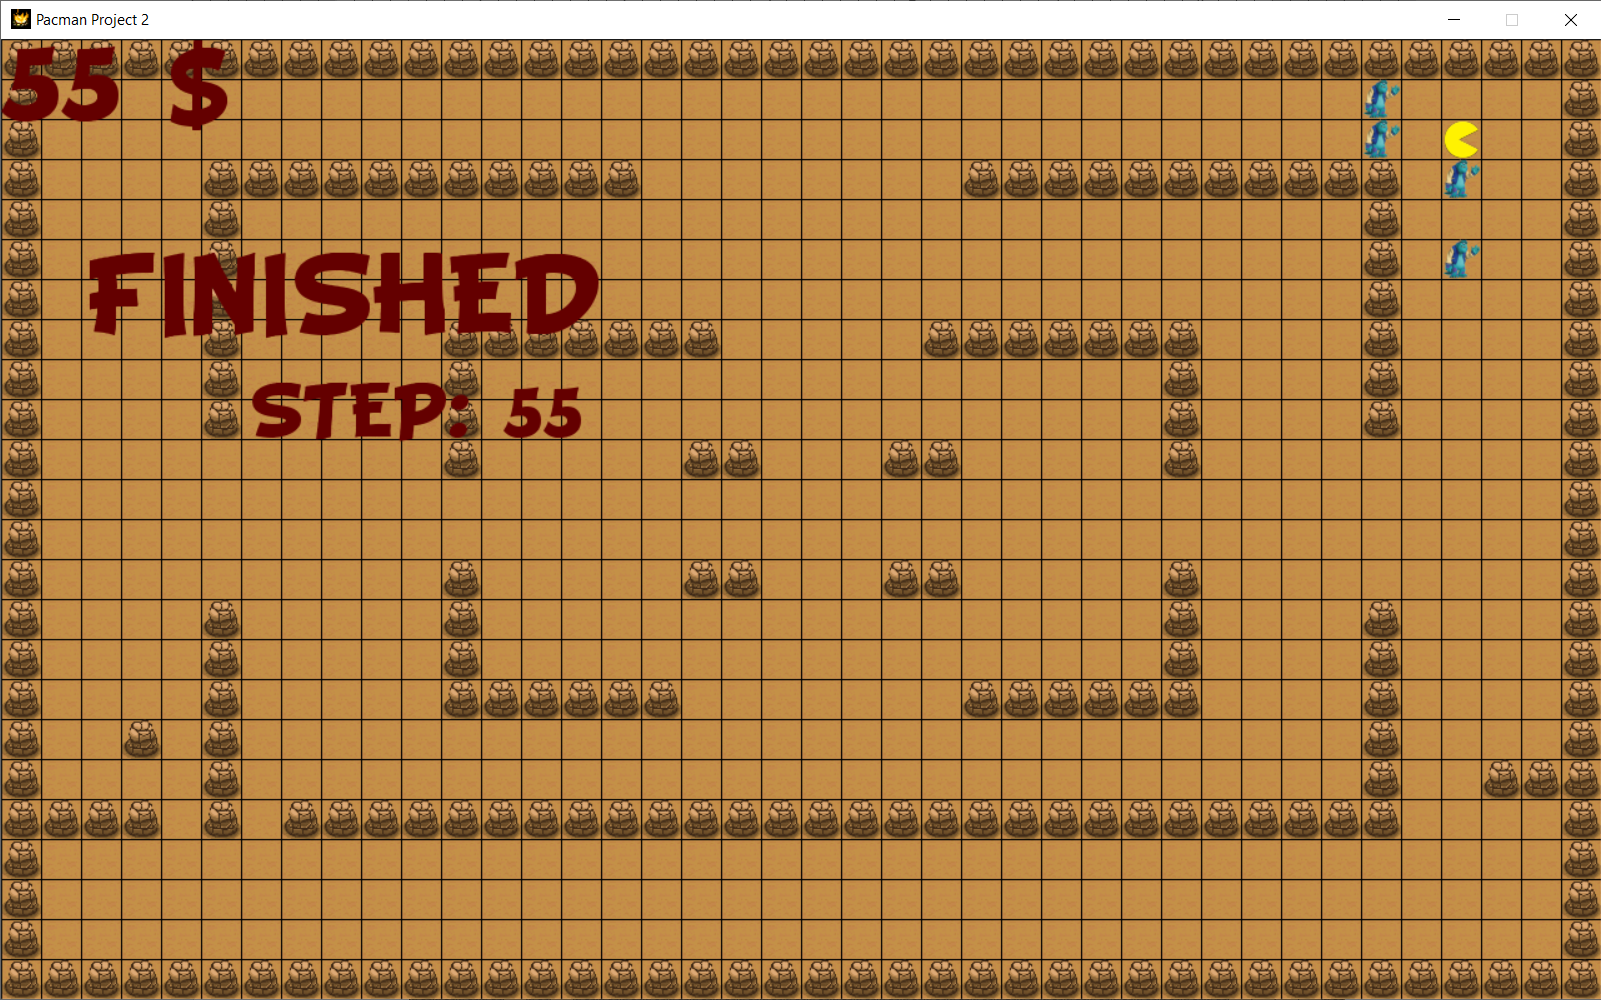 Pacman Project 2
55 $
FINISHED
STEP: 55